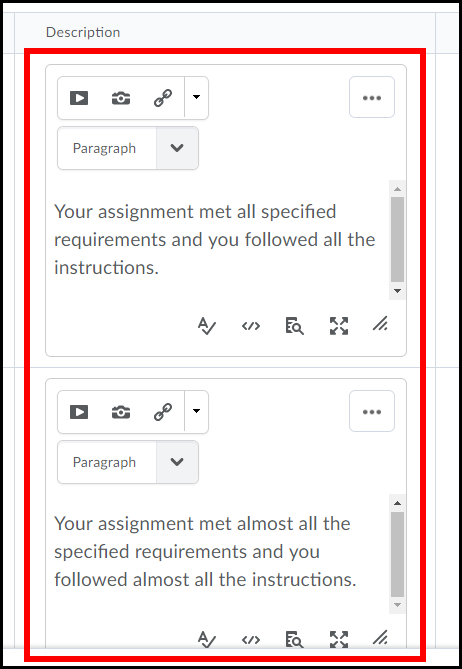 Description
Paragraph
Your assignment met all specified
requirements and you followed all the
instructions.
Paragraph
Your assignment met almost all the
specified requirements and you
followed almost all the instructions.